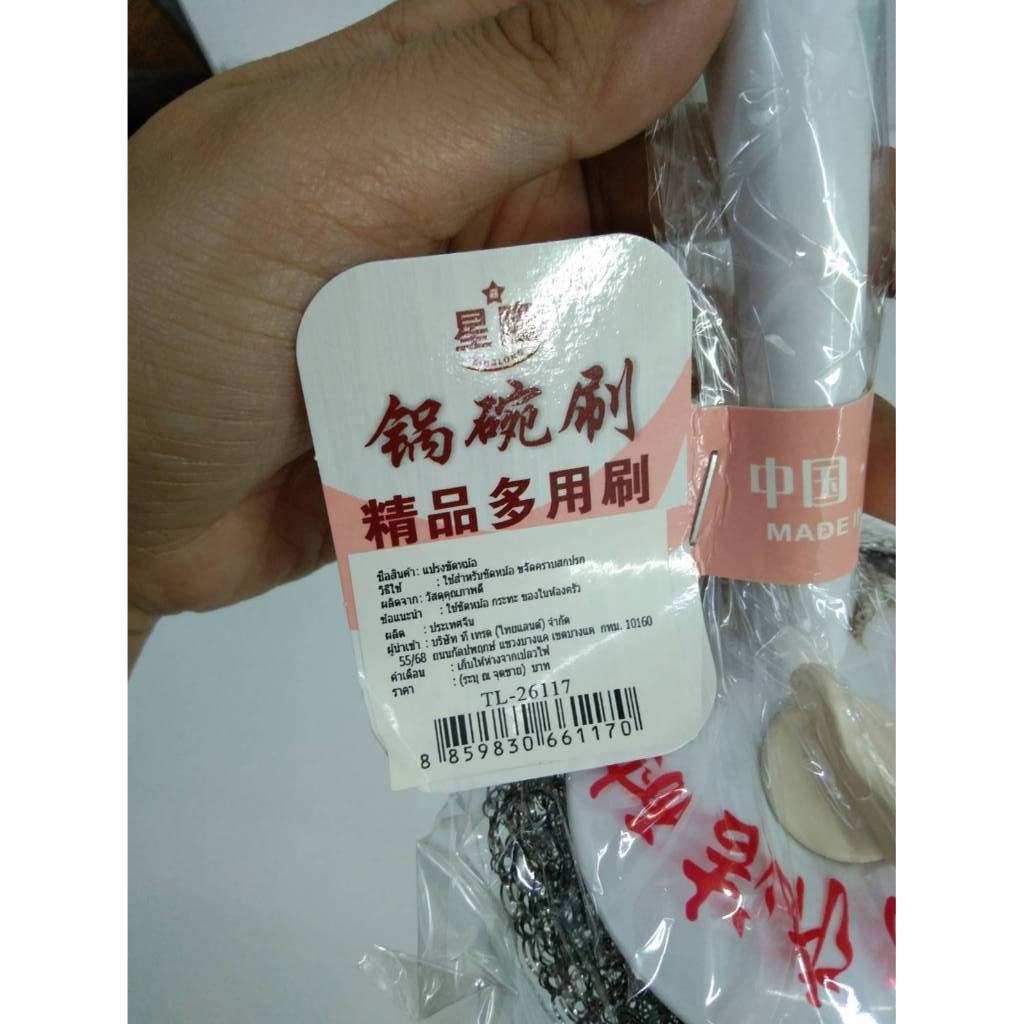 星隆
锅碗刷
精品多用刷
ชื่อสินค้า : แปรงขัดหม้อ
วิธีใช้ : ใช้สำหรับขัดหม้อ ขจัดคราบสกปรก
ผลิตจาก : วัสดุคุณภาพดี
ข้อแนะนำ : ใช้ขัดหม้อ กระทะ ของในห้องครัว
ผลิต : ประเทศจีน
ผู้นำเข้า : บริษัท ที เทรด (ไทยแลนด์) จำกัด
55/68 ถนนกัลปพฤกษ์ แขวงบางแค เขตบางแค กทม. 10160
คำเตือน : เก็บให้ห่างจากเปลวไฟ
ราคา : (ระบุ ณ จุดขาย) บาท
TL-26117
8 859830 661170
中国 ·
MADE